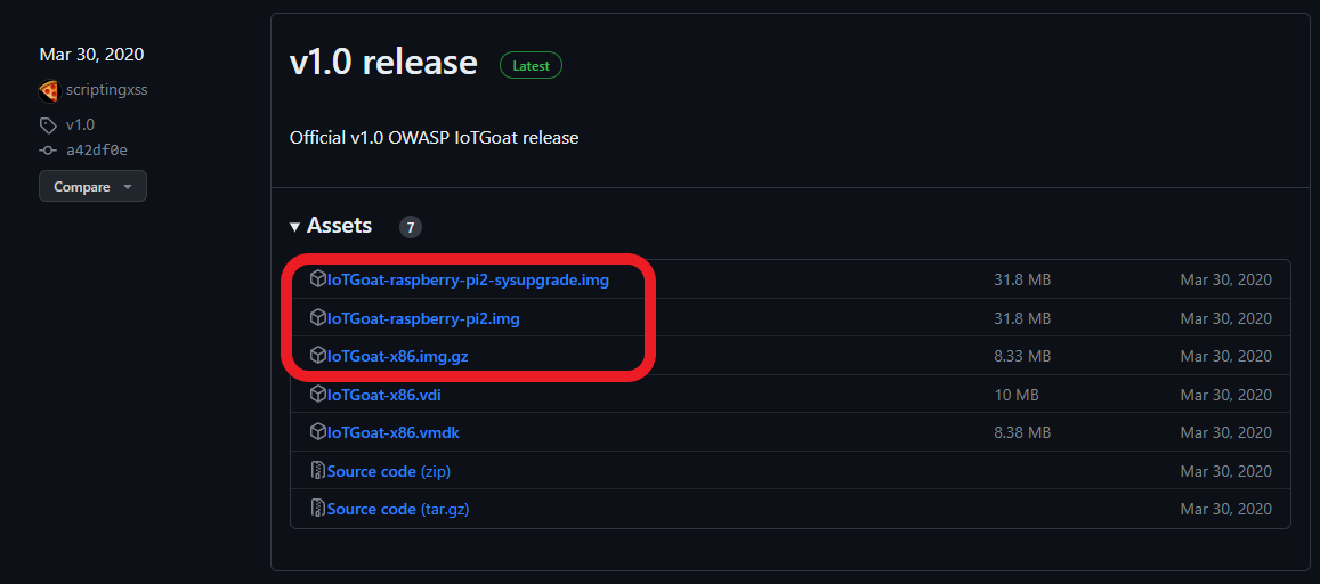 Mar 30, 2020
scriptingxss
v1.0
a42df0e
Compare
v1.0 release Latest
Official v1.0 OWASP IoTGoat release
Assets 7
IoTGoat-raspberry-pi2-sysupgrade.img 31.8 MB Mar 30, 2020
IoTGoat-raspberry-pi2.img 31.8 MB Mar 30, 2020
IoTGoat-x86.img.gz 8.33 MB Mar 30, 2020
IoTGoat-x86.vdi 10 MB Mar 30, 2020
IoTGoat-x86.vmdk 8.38 MB Mar 30, 2020
Source code (zip) Mar 30, 2020
Source code (tar.gz) Mar 30, 2020